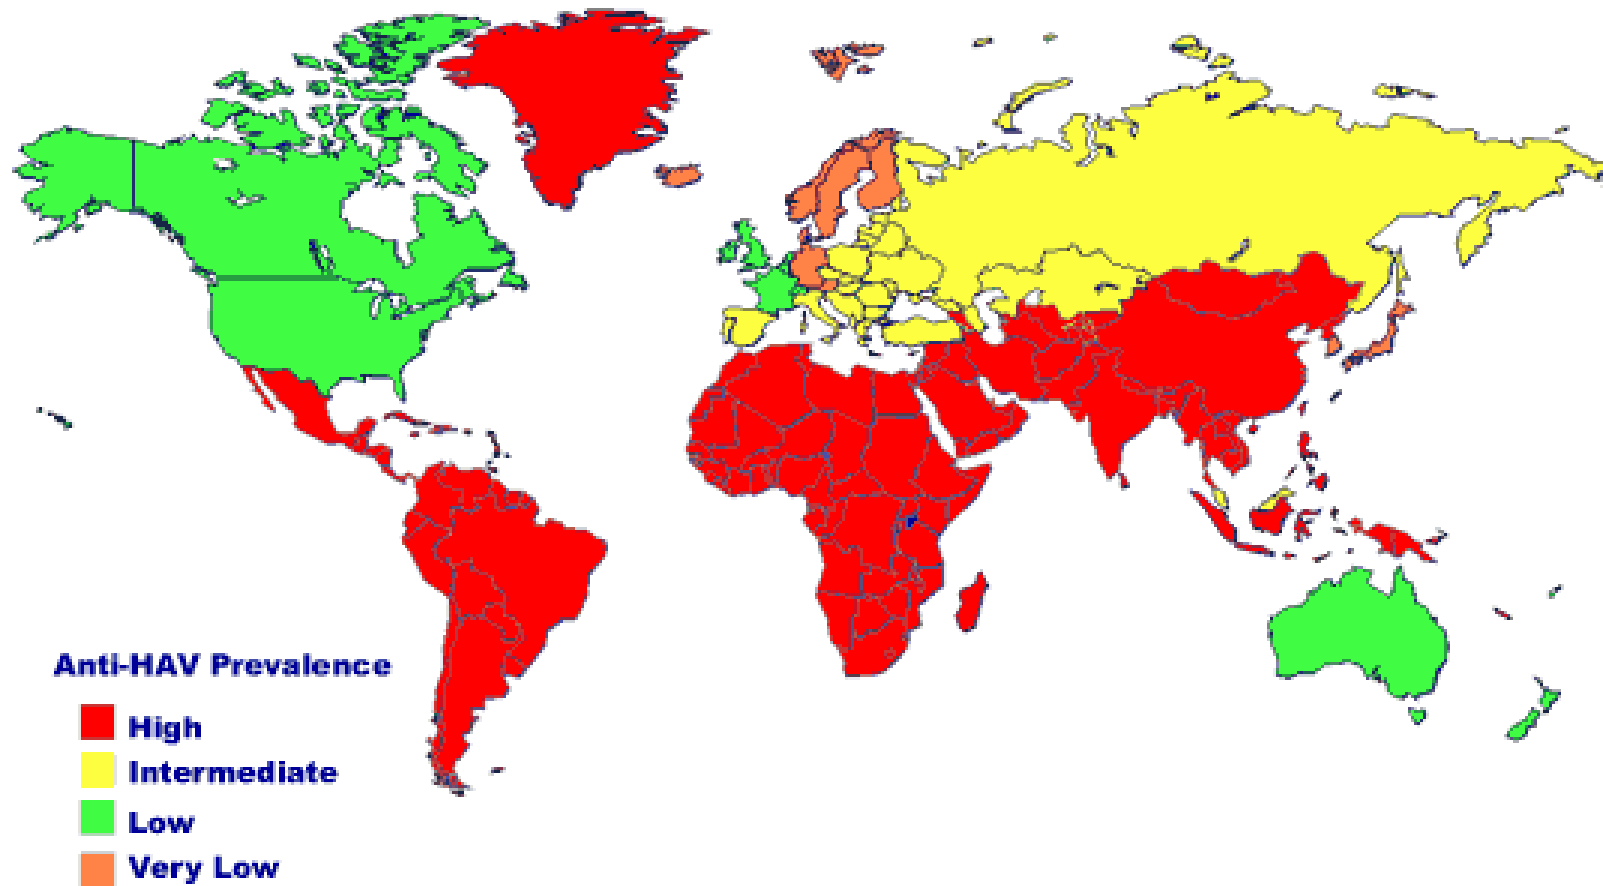 Anti-HAV Prevalence
High
Intermediate
Low
Very Low